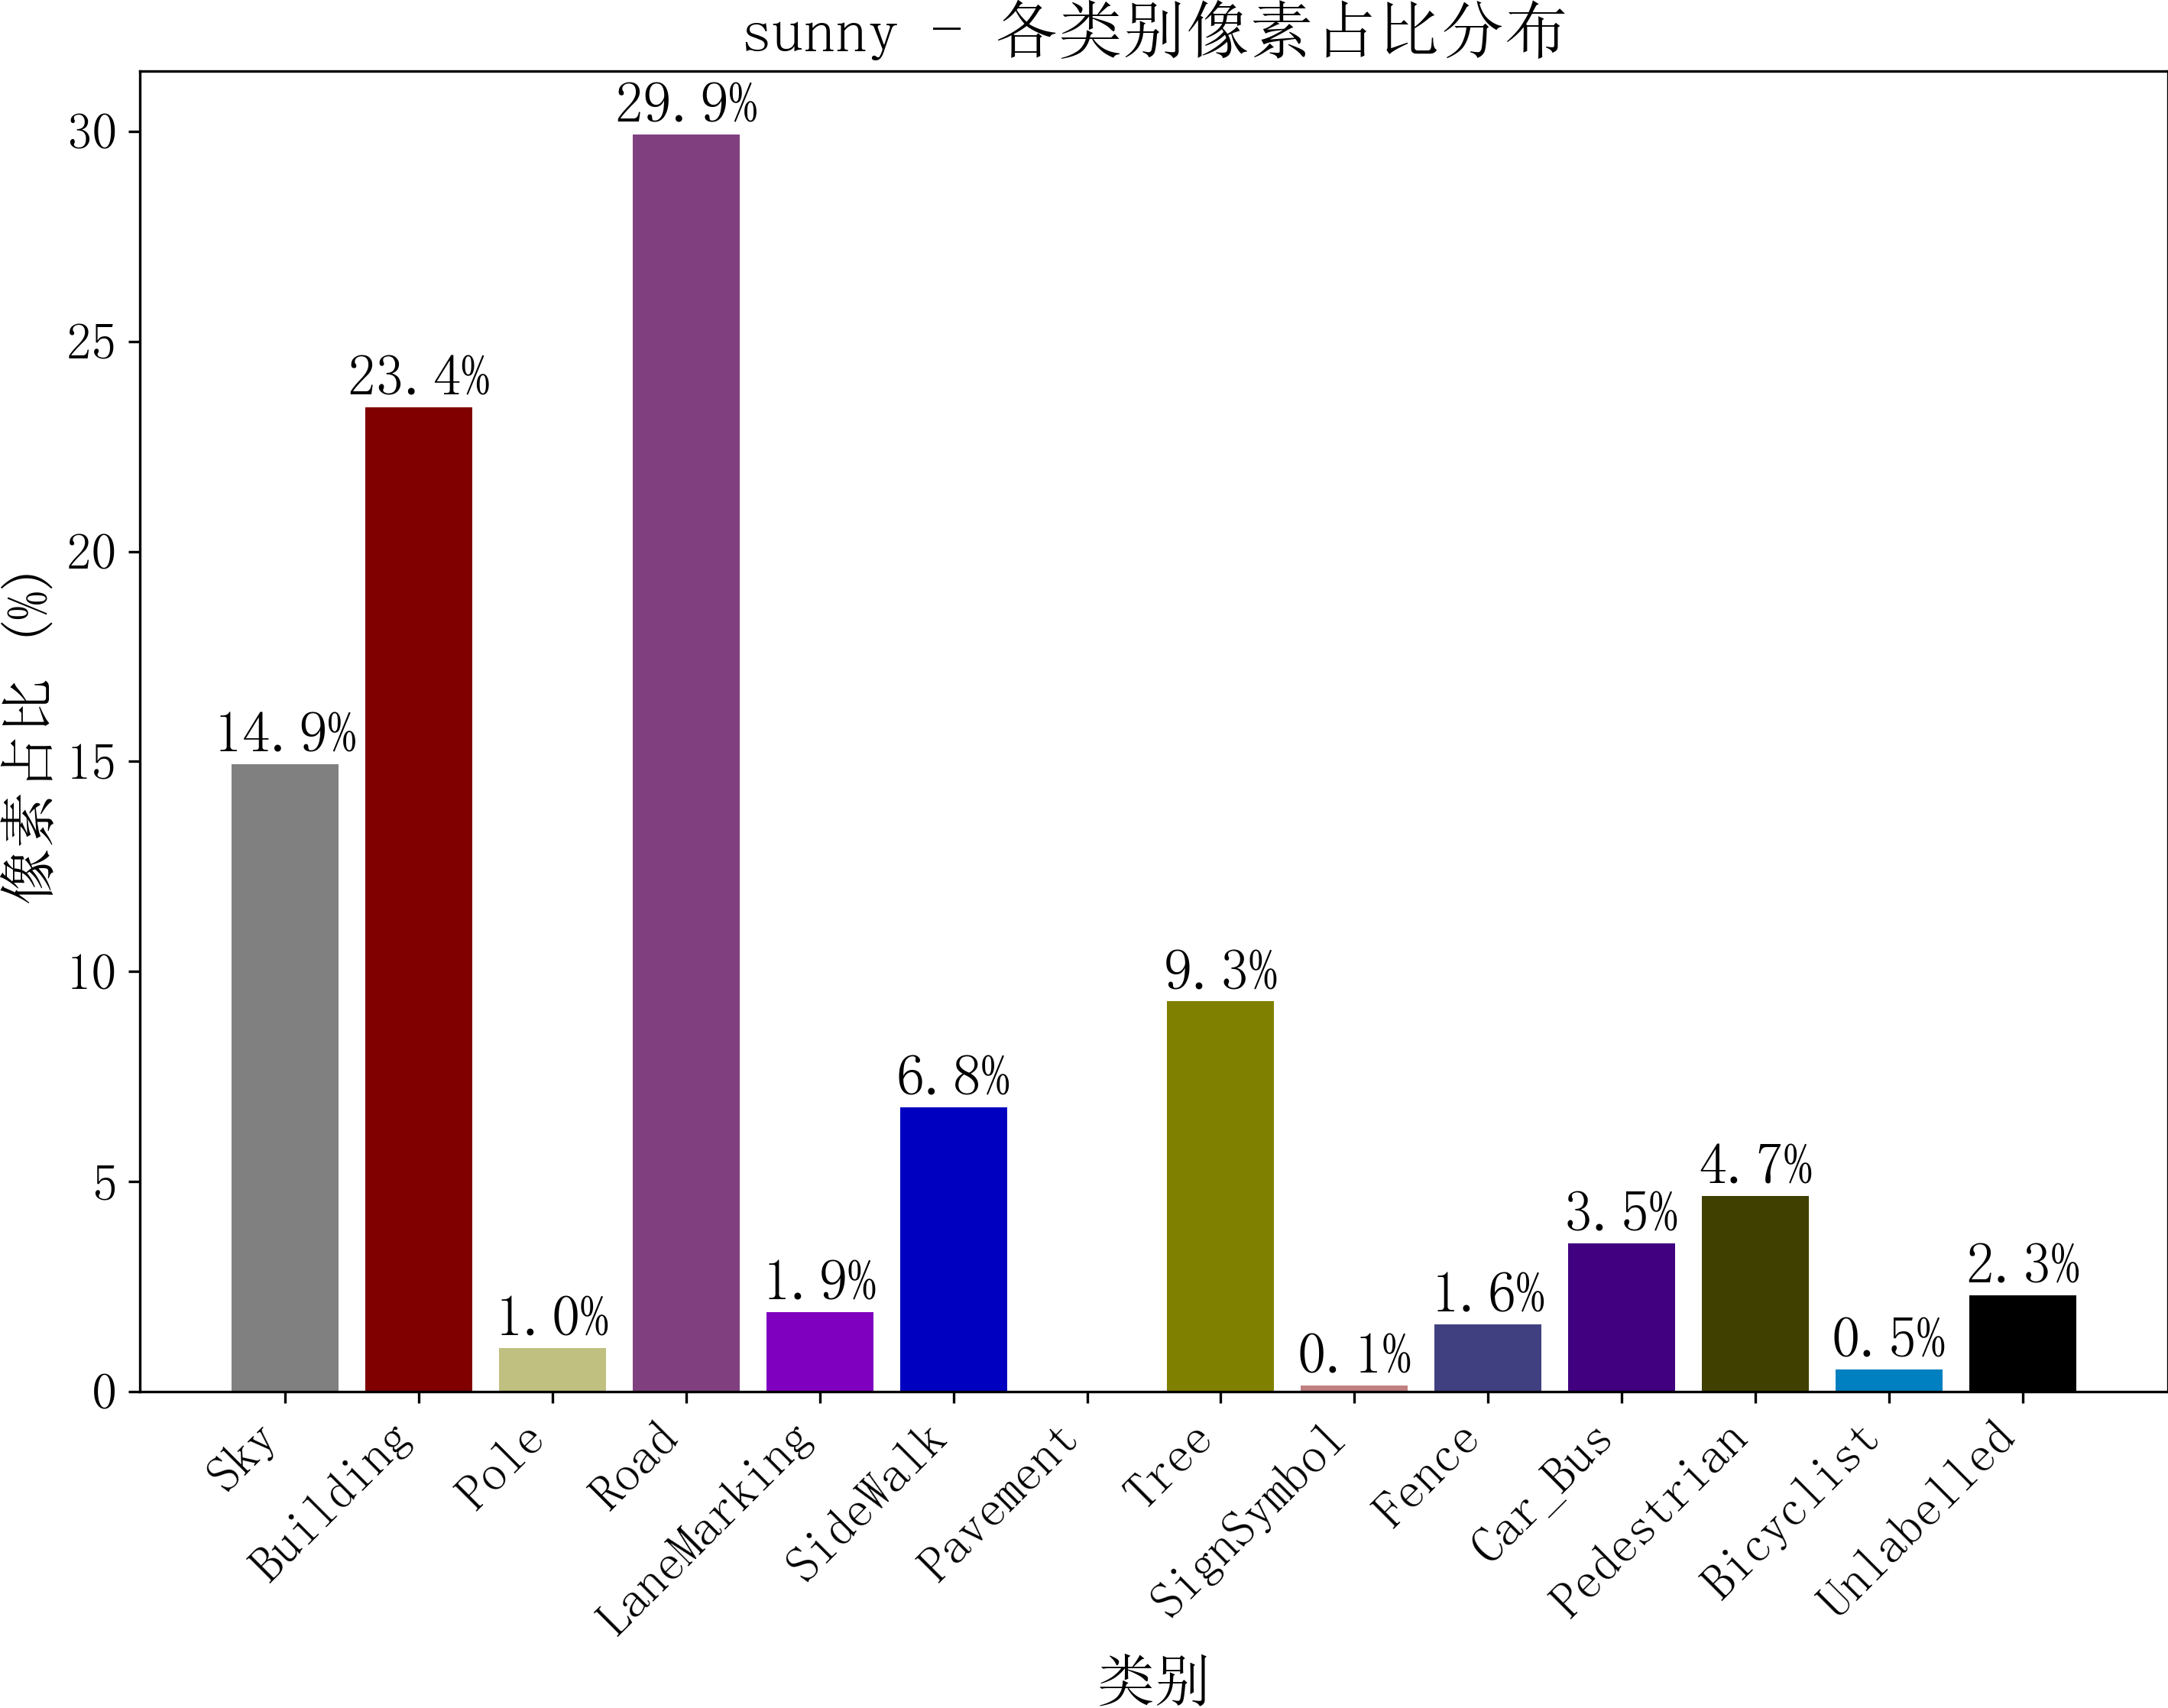 sunny - 各类别像素占比分布
像素占比 (%)
30
25
20
15
10
5
0
14.9%
23.4%
1.0%
29.9%
1.9%
6.8%
9.3%
0.1%
1.6%
3.5%
4.7%
0.5%
2.3%
Sky
Building
Pole
Road
LaneMarking
SideWalk
Pavement
Tree
SignSymbol
Fence
Car_Bus
Pedestrian
Bicyclist
Unlabelled
类别